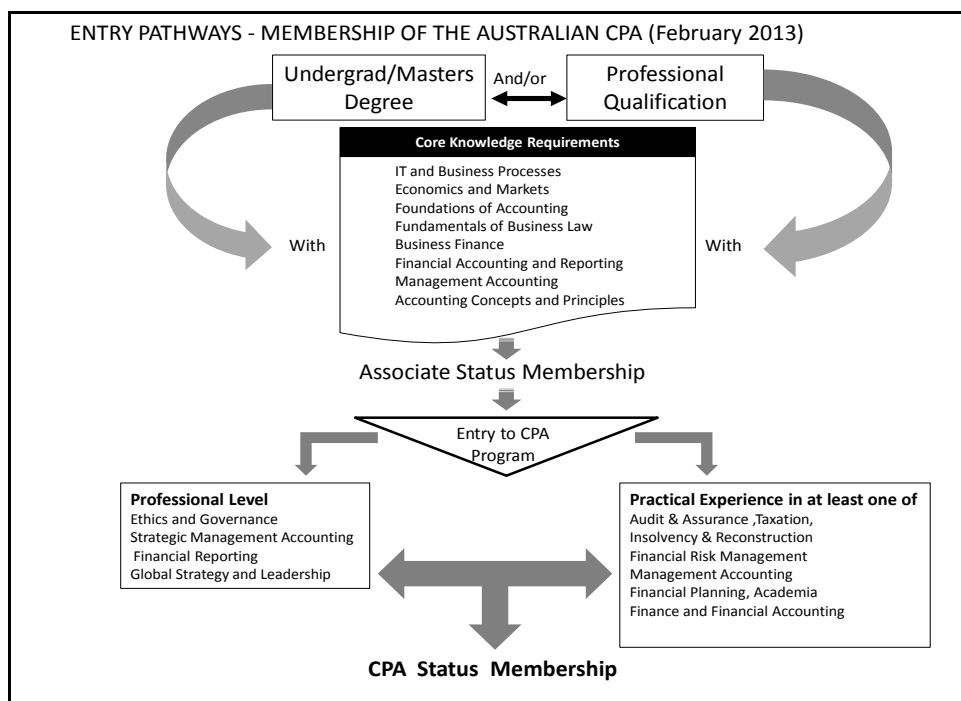 ENTRY PATHWAYS - MEMBERSHIP OF THE AUSTRALIAN CPA (February 2013)
Undergrad/Masters
Degree
And/or
Professional
Qualification
Core Knowledge Requirements
IT and Business Processes
Economics and Markets
Foundations of Accounting
Fundamentals of Business Law
Business Finance
Financial Accounting and Reporting
Management Accounting
Accounting Concepts and Principles
With
With
Associate Status Membership
Entry to CPA
Program
Professional Level
Ethics and Governance
Strategic Management Accounting
Financial Reporting
Global Strategy and Leadership
Practical Experience in at least one of
Audit & Assurance ,Taxation,
Insolvency & Reconstruction
Financial Risk Management
Management Accounting
Financial Planning, Academia
Finance and Financial Accounting
CPA Status Membership